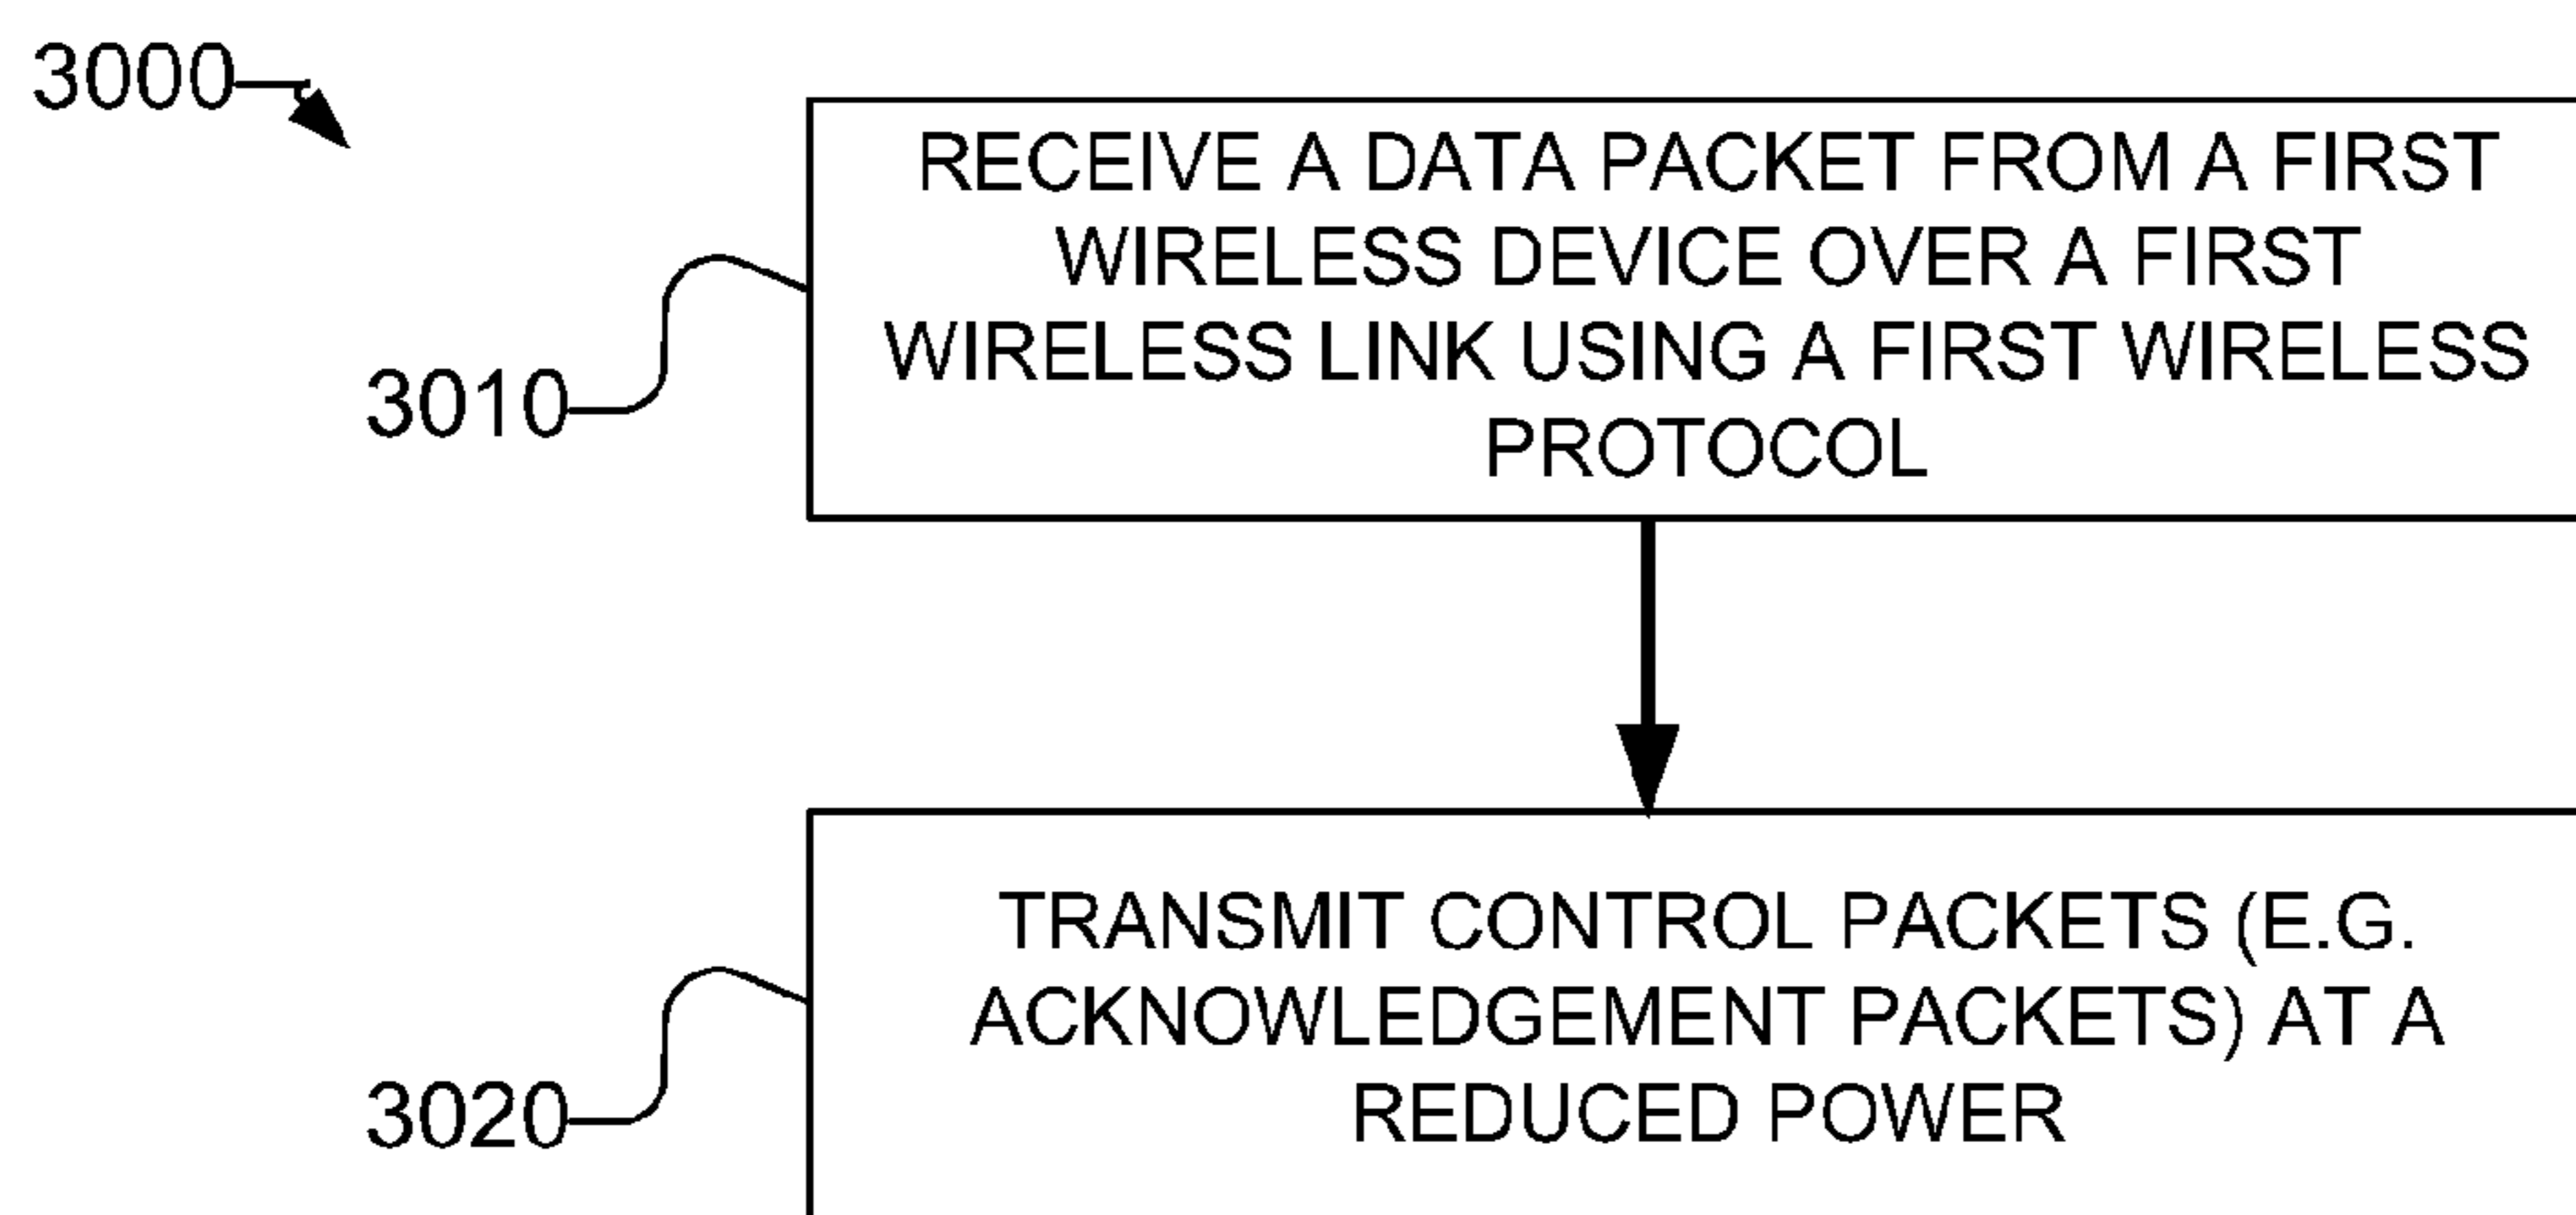 3000
RECEIVE A DATA PACKET FROM A FIRST
WIRELESS DEVICE OVER A FIRST
WIRELESS LINK USING A FIRST WIRELESS
PROTOCOL
3010
TRANSMIT CONTROL PACKETS (E.G.
ACKNOWLEDGEMENT PACKETS) AT A
REDUCED POWER
3020